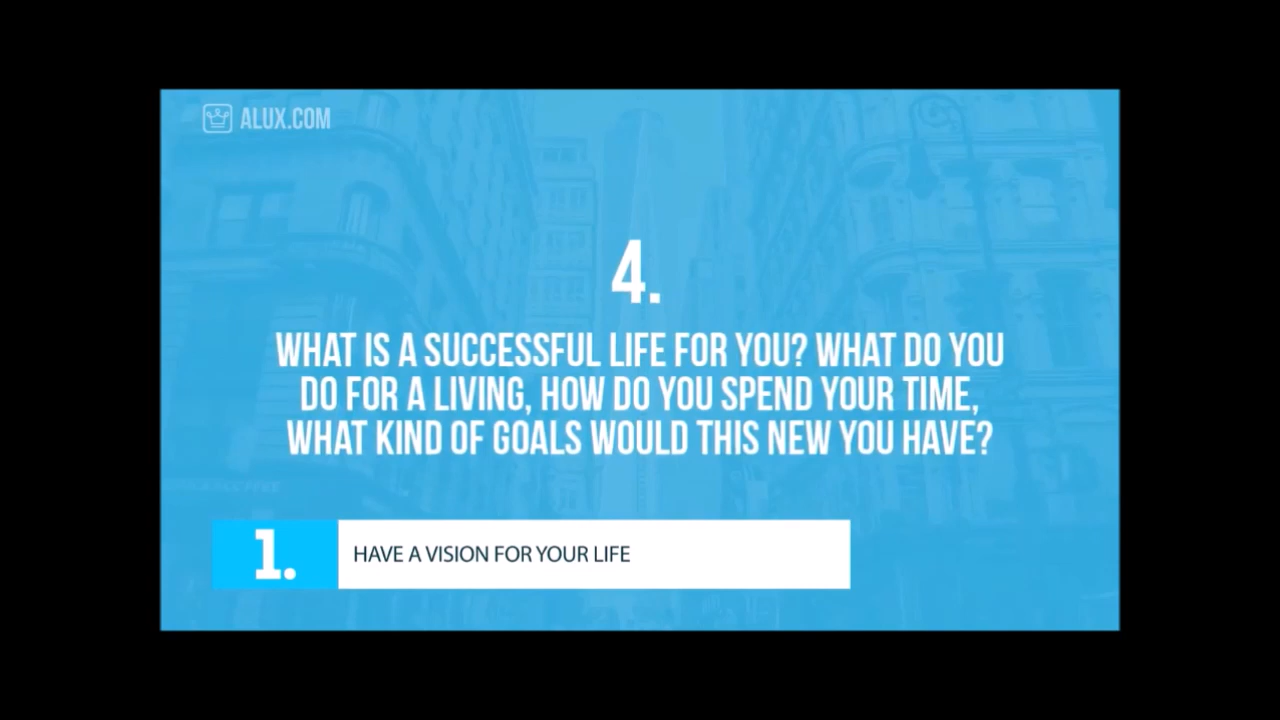 ALUX.COM
4.
WHAT IS A SUCCESSFUL LIFE FOR YOU? WHAT DO YOU
DO FOR A LIVING, HOW DO YOU SPEND YOUR TIME,
WHAT KIND OF GOALS WOULD THIS NEW YOU HAVE?
1.
HAVE A VISION FOR YOUR LIFE